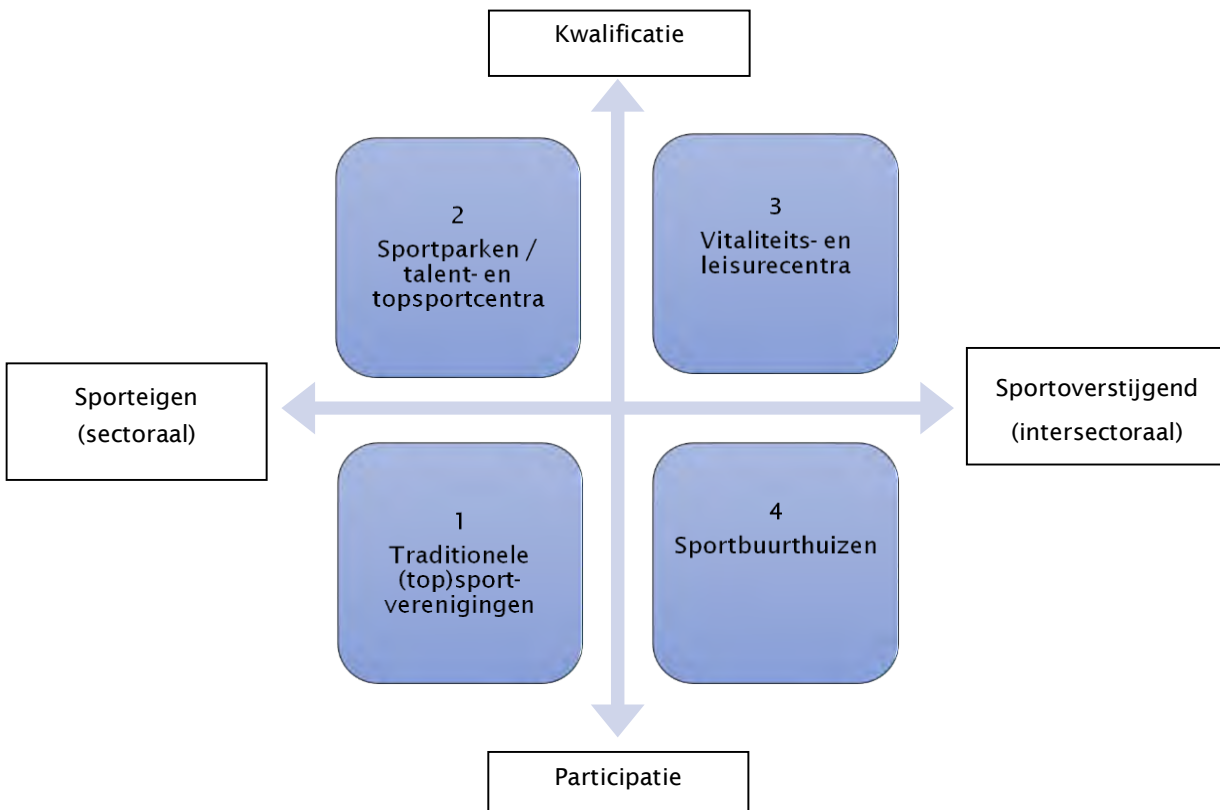 Kwalificatie
2
Sportparken /
talent- en
topsportcentra
3
Vitaliteits- en
leisurecentra
Sporteigen
(sectoraal)
Sportoverstijgend
(intersectoraal)
1
Traditionele
(top)sport-
verenigingen
4
Sportbuurthuizen
Participatie